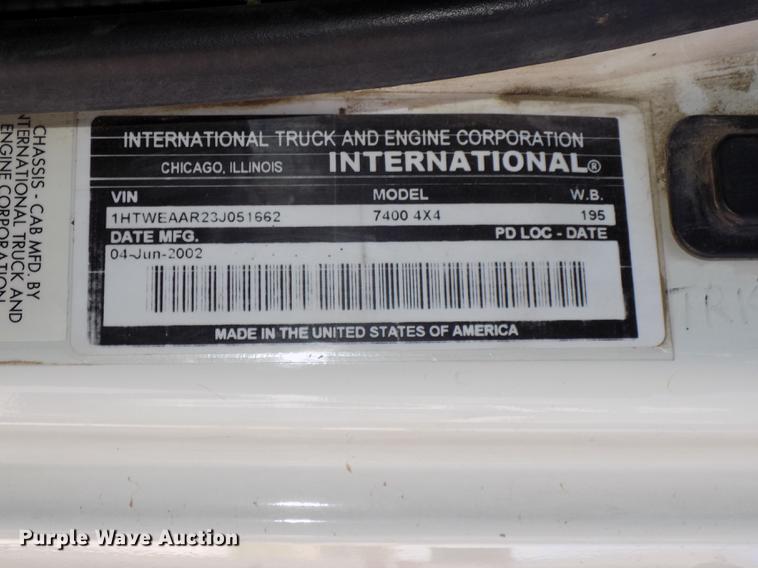 CHASSIS - CAB MFD. BY
INTERNATIONAL TRUCK AND
ENGINE CORPORATION
INTERNATIONAL TRUCK AND ENGINE CORPORATION
CHICAGO, ILLINOIS INTERNATIONAL®
VIN MODEL W.B.
1HTWEAAR23J051662 7400 4X4 195
DATE MFG. PD LOC - DATE
04-Jun-2002
MADE IN THE UNITED STATES OF AMERICA
Purple Wave Auction